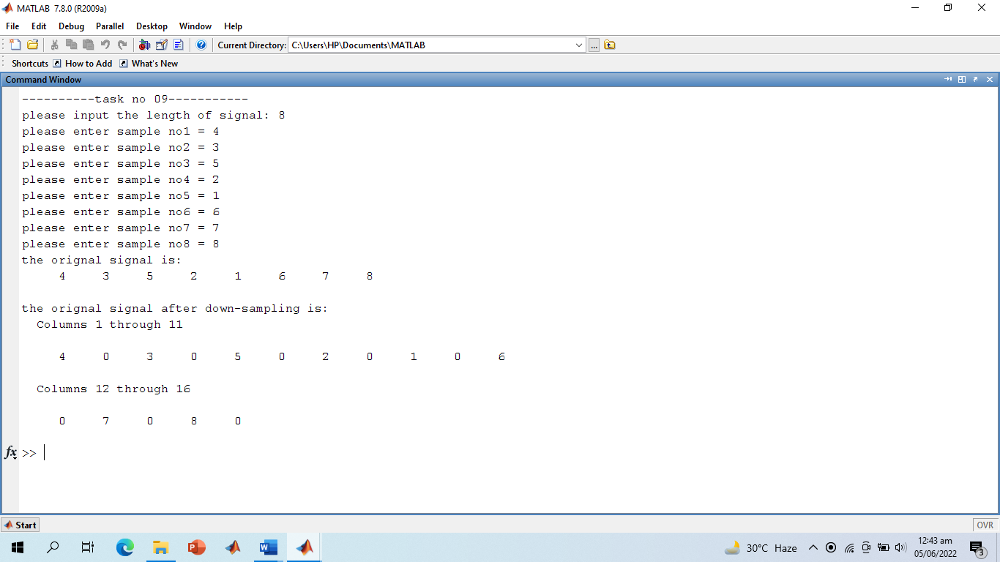 MATLAB 7.8.0 (R2009a)
File Edit Debug Parallel Desktop Window Help
Current Directory: C:\Users\HP\Documents\MATLAB ...
Shortcuts How to Add What's New
Command Window
----------task no 09-----------
please input the length of signal: 8
please enter sample no1 = 4
please enter sample no2 = 3
please enter sample no3 = 5
please enter sample no4 = 2
please enter sample no5 = 1
please enter sample no6 = 6
please enter sample no7 = 7
please enter sample no8 = 8
the orignal signal is:
4 3 5 2 1 6 7 8
the orignal signal after down-sampling is:
Columns 1 through 11
4 0 3 0 5 0 2 0 1 0 6
Columns 12 through 16
0 7 0 8 0
fx >>
Start OVR
30°C Haze 12:43 am
05/06/2022 3